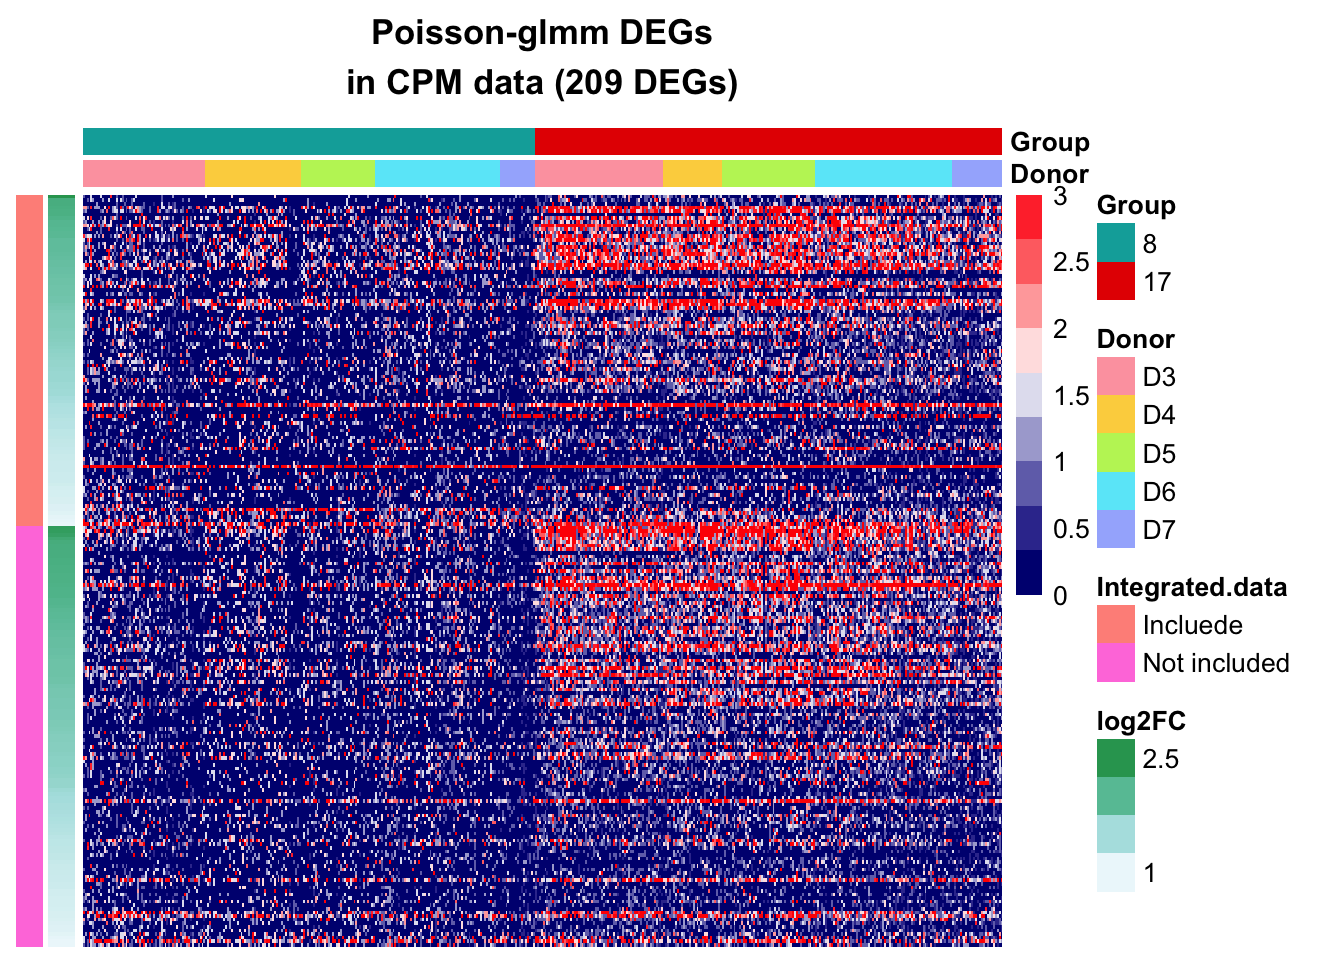 Poisson-glmm DEGs
in CPM data (209 DEGs)
Group
Donor
3
2.5
2
1.5
1
0.5
0
Group
8
17
Donor
D3
D4
D5
D6
D7
Integrated.data
Incluede
Not included
log2FC
2.5
1